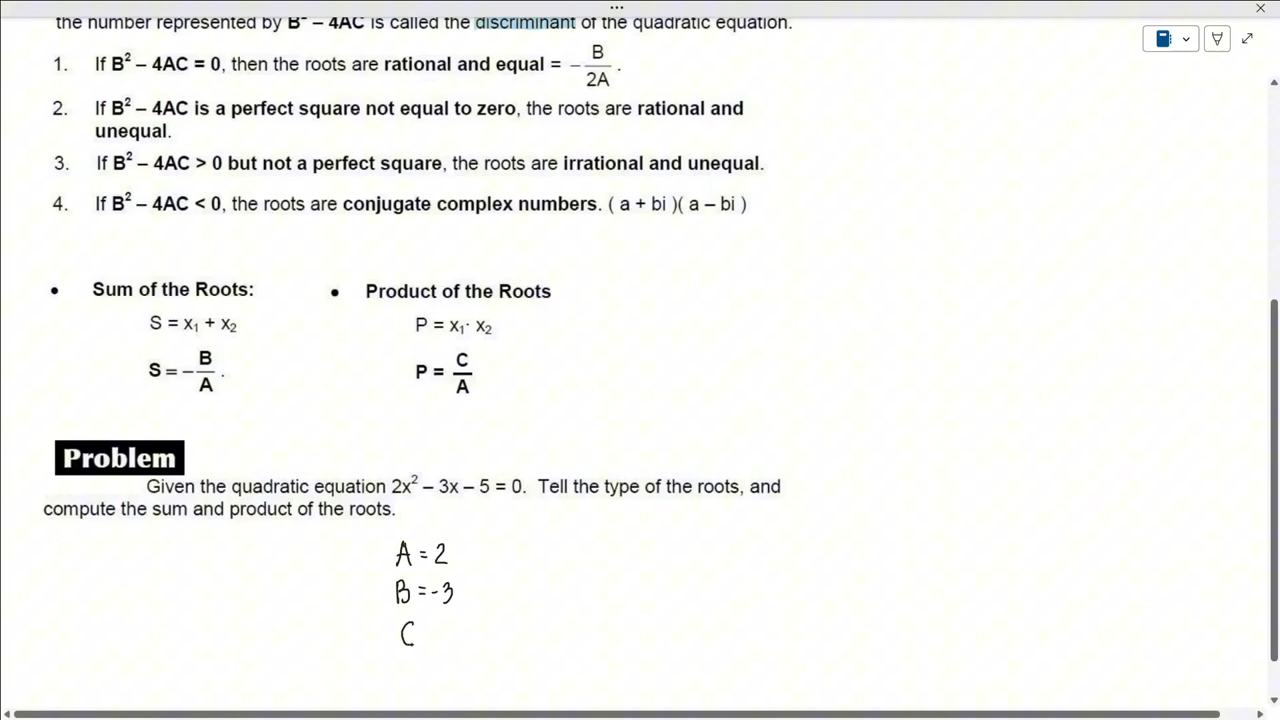 the number represented by B² – 4AC is called the discriminant of the quadratic equation.
1. If B² – 4AC = 0, then the roots are rational and equal = – B/2A .
2. If B² – 4AC is a perfect square not equal to zero, the roots are rational and
unequal.
3. If B² – 4AC > 0 but not a perfect square, the roots are irrational and unequal.
4. If B² – 4AC < 0, the roots are conjugate complex numbers. ( a + bi )( a – bi )
• Sum of the Roots:
S = x₁ + x₂
S = – B/A .
• Product of the Roots
P = x₁· x₂
P = C/A
Problem
Given the quadratic equation 2x² – 3x – 5 = 0. Tell the type of the roots, and
compute the sum and product of the roots.
A = 2
B = -3
C